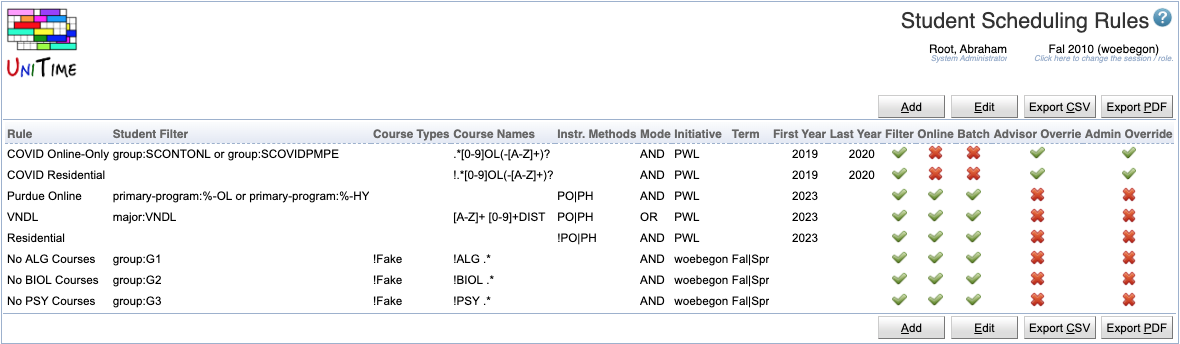 UniTime
Student Scheduling Rules ?
Root, Abraham Fal 2010 (woebegon)
System Administrator Click here to change the session / role.
Add Edit Export CSV Export PDF
Rule Student Filter Course Types Course Names Instr. Methods Mode Initiative Term First Year Last Year Filter Online Batch Advisor Overrie Admin Override
COVID Online-Only group:SCONTONL or group:SCOVIDPMPE .*[0-9]OL(-[A-Z]+)? AND PWL 2019 2020
COVID Residential !.*[0-9]OL(-[A-Z]+)? AND PWL 2019 2020
Purdue Online primary-program:%-OL or primary-program:%-HY PO|PH AND PWL 2023
VNDL major:VNDL [A-Z]+ [0-9]+DIST PO|PH OR PWL 2023
Residential !PO|PH AND PWL 2023
No ALG Courses group:G1 !Fake !ALG .* AND woebegon Fal|Spr
No BIOL Courses group:G2 !Fake !BIOL .* AND woebegon Fal|Spr
No PSY Courses group:G3 !Fake !PSY .* AND woebegon Fal|Spr
Add Edit Export CSV Export PDF